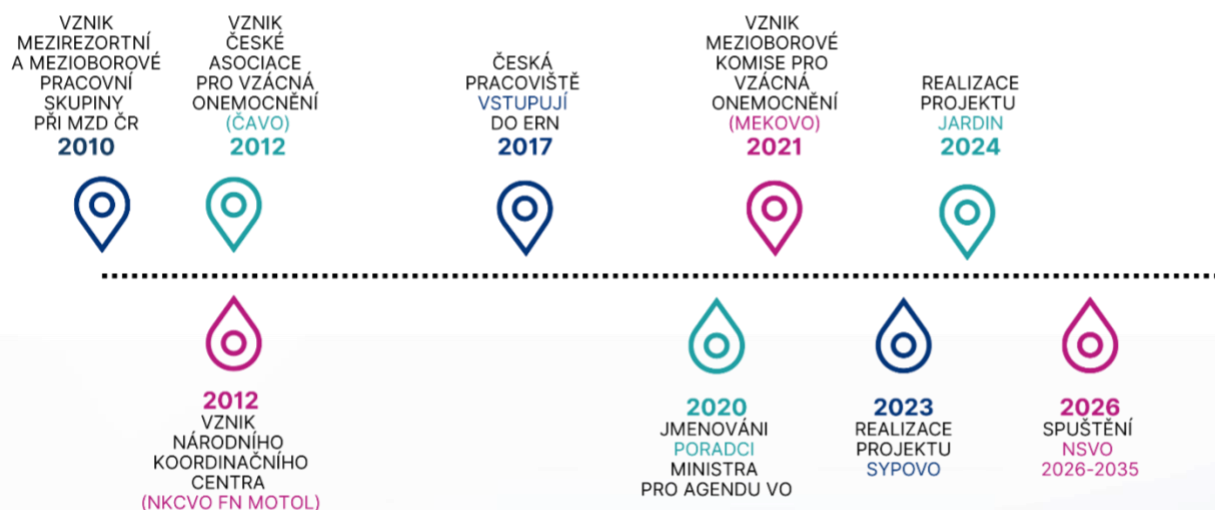 VZNIK
MEZIREZORTNÍ
A MEZIOBOROVÉ
PRACOVNÍ
SKUPINY
PŘI MZD ČR
2010
VZNIK
ČESKÉ
ASOCIACE
PRO VZÁCNÁ
ONEMOCNĚNÍ
(ČAVO)
2012
ČESKÁ
PRACOVIŠTĚ
VSTUPUJÍ
DO ERN
2017
VZNIK
MEZIOBOROVÉ
KOMISE PRO
VZÁCNÁ
ONEMOCNĚNÍ
(MEKOVO)
2021
REALIZACE
PROJEKTU
JARDIN
2024
2012
VZNIK
NÁRODNÍHO
KOORDINAČNÍHO
CENTRA
(NKCVO FN MOTOL)
2020
JMENOVÁNI
PORADCI
MINISTRA
PRO AGENDU VO
2023
REALIZACE
PROJEKTU
SYPOVO
2026
SPUŠTĚNÍ
NSVO
2026-2035